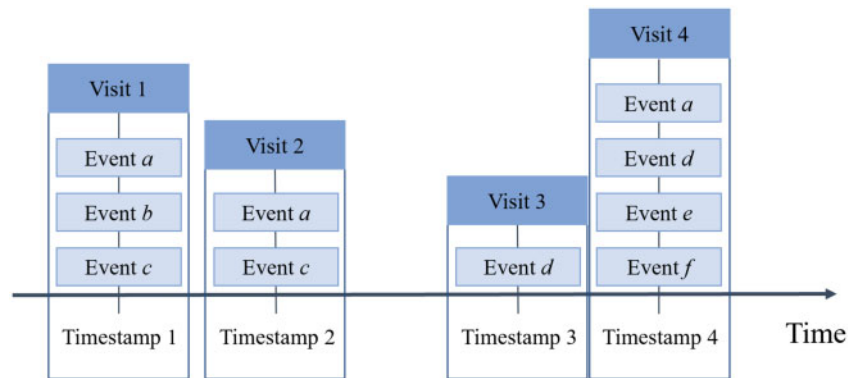 Visit 1
Event a
Event b
Event c
Timestamp 1
Visit 2
Event a
Event c
Timestamp 2
Visit 3
Event d
Timestamp 3
Visit 4
Event a
Event d
Event e
Event f
Timestamp 4
Time